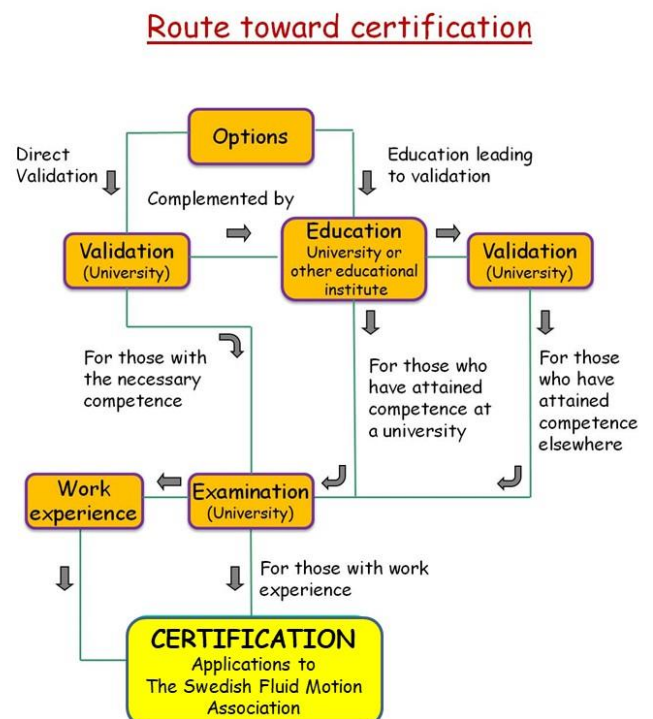 Route toward certification
Options
Direct
Validation
Education leading
to validation
Complemented by
Validation
(University)
Education
University or
other educational
institute
Validation
(University)
For those with
the necessary
competence
For those who
have attained
competence at
a university
For those
who have
attained
competence
elsewhere
Work
experience
Examination
(University)
For those with work
experience
CERTIFICATION
Applications to
The Swedish Fluid Motion
Association